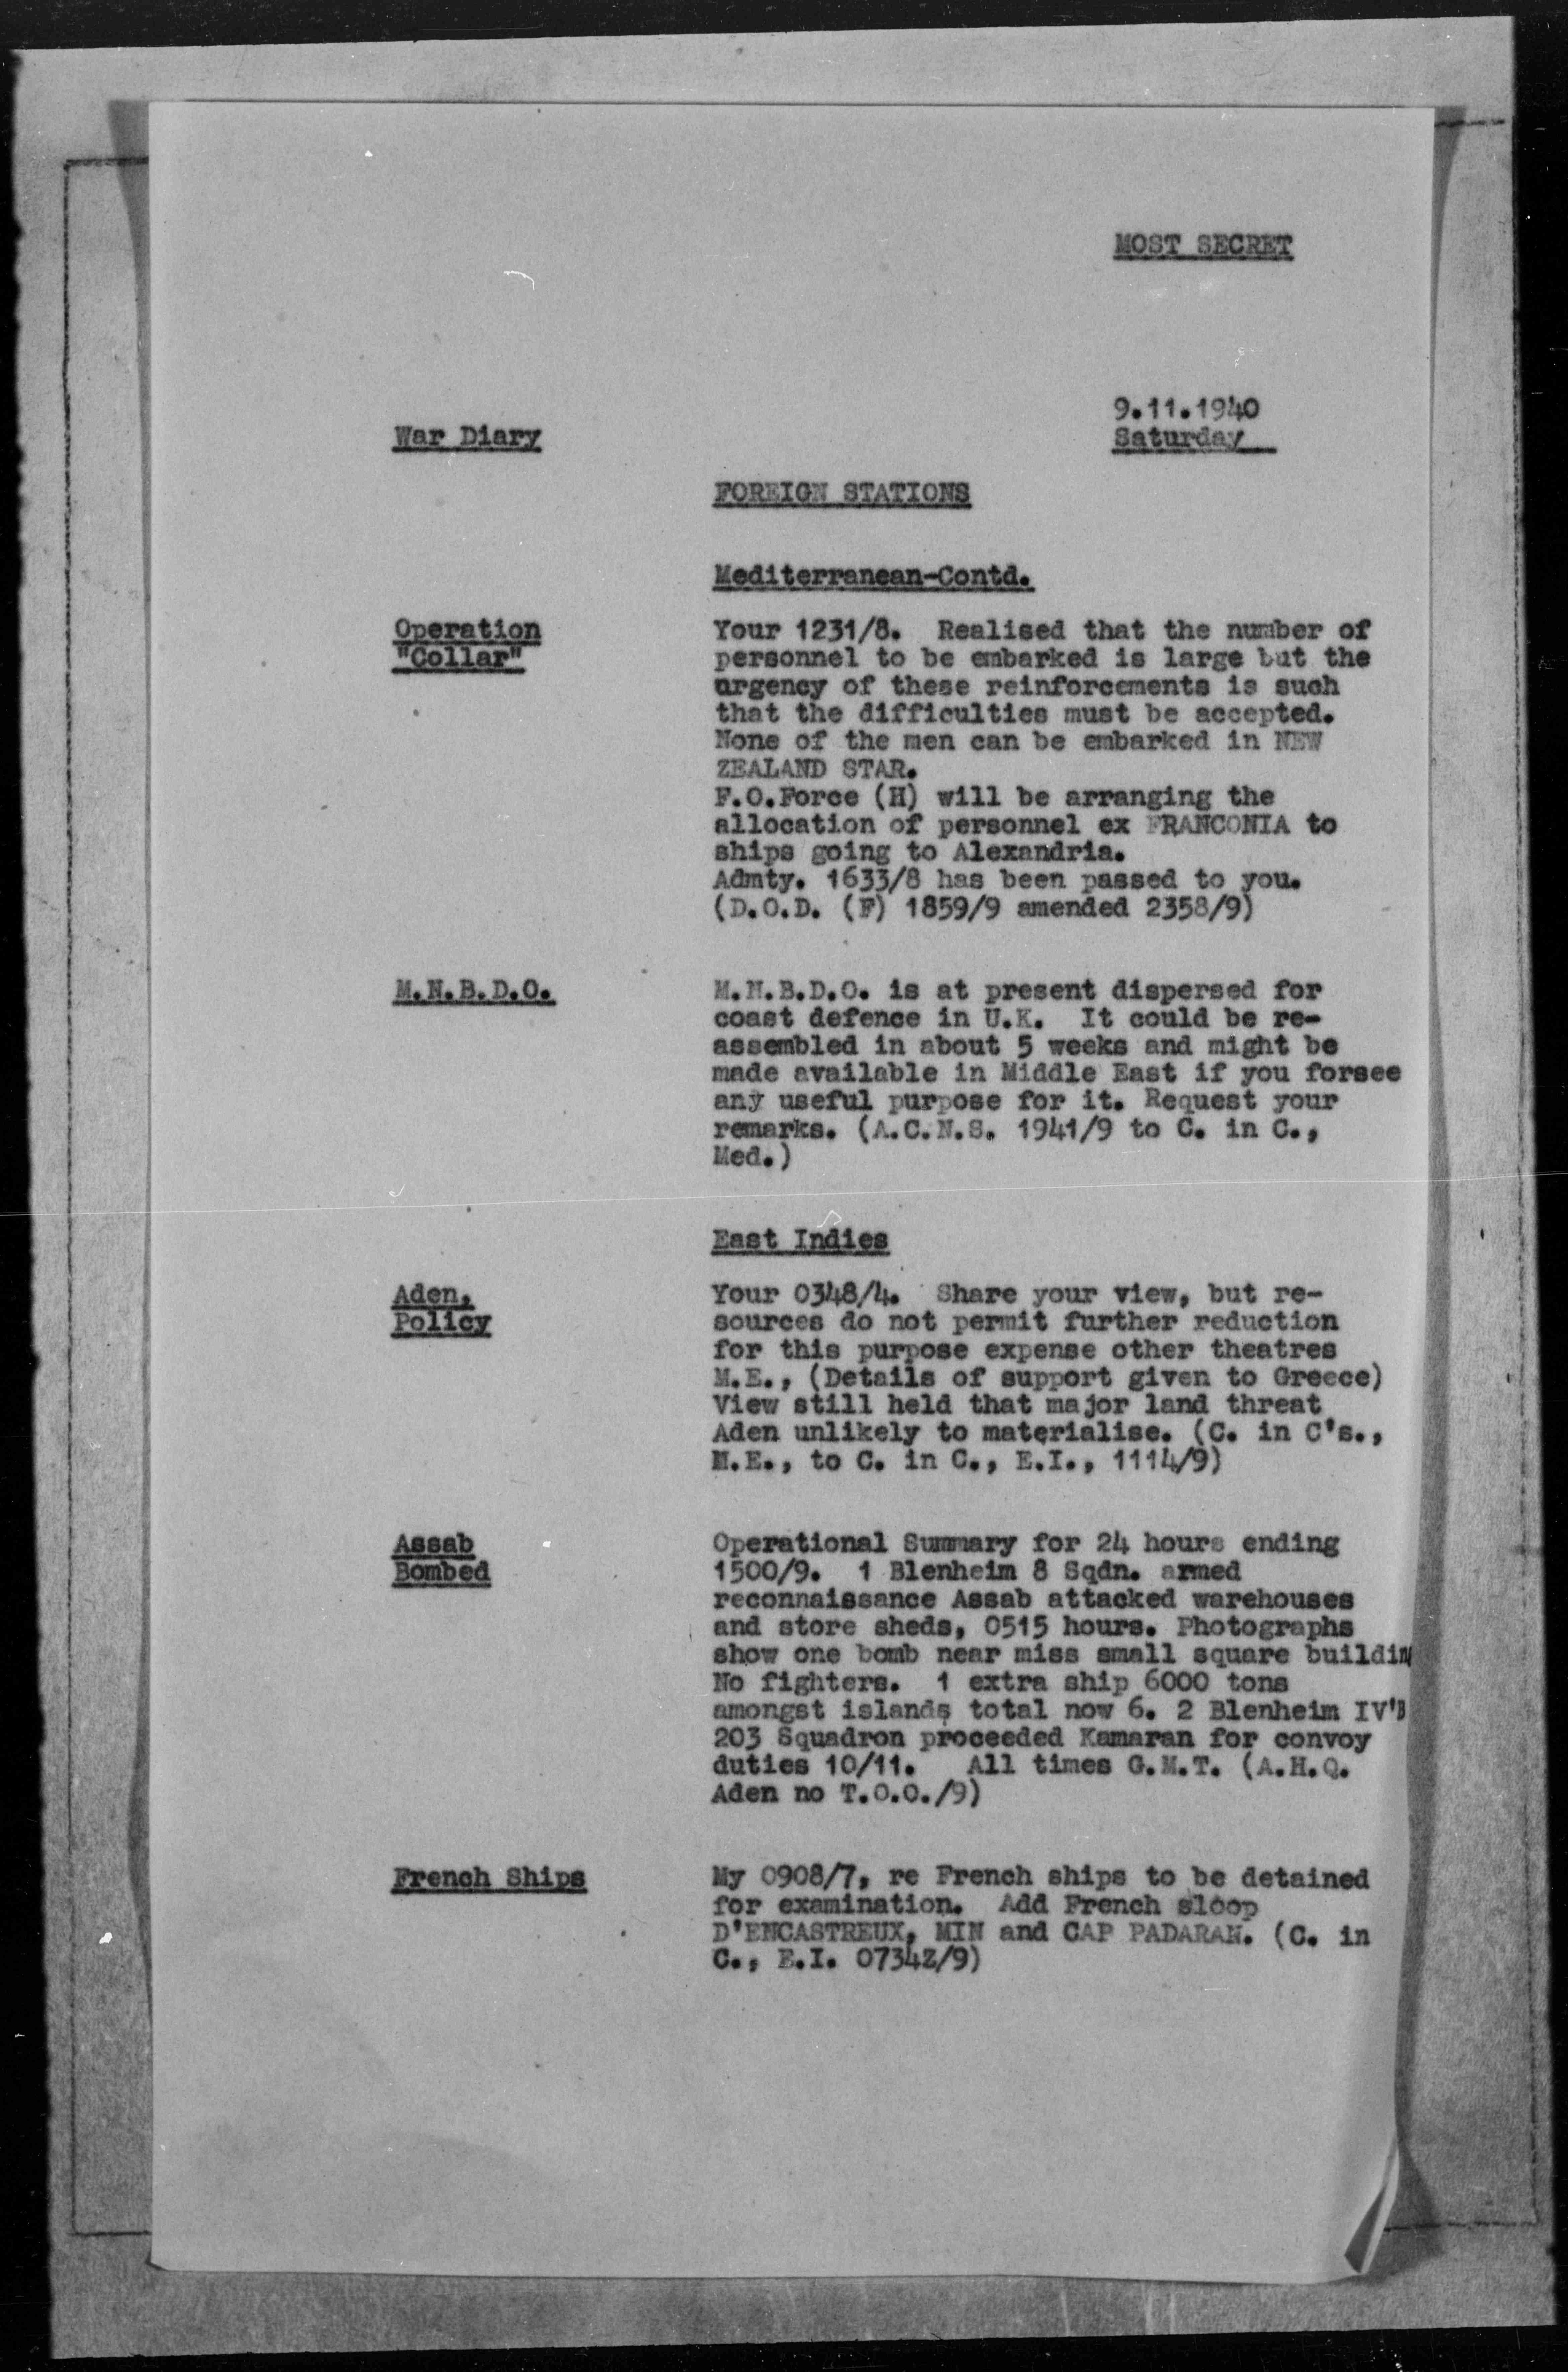 MOST SECRET
9.11.1940
War Diary
Saturday
FOREIGN STATIONS
Mediterranean-Contd.
Operation
"Collar"
Your 1231/8. Realised that the number of
personnel to be embarked is large but the
urgency of these reinforcements is such
that the difficulties must be accepted.
None of the men can be embarked in NEW
ZEALAND STAR.
F.O.Force (H) will be arranging the
allocation of personnel ex FRANCONIA to
ships going to Alexandria.
Admty. 1633/8 has been passed to you.
(D.O.D. (F) 1859/9 amended 2358/9)
M.N.B.D.O.
M.N.B.D.O. is at present dispersed for
coast defence in U.K. It could be re-
assembled in about 5 weeks and might be
made available in Middle East if you forsee
any useful purpose for it. Request your
remarks. (A.C.N.S. 1941/9 to C. in C.,
Med.)
East Indies
Aden,
Policy
Your 0348/4. Share your view, but re-
sources do not permit further reduction
for this purpose expense other theatres
M.E., (Details of support given to Greece)
View still held that major land threat
Aden unlikely to materialise. (C. in C's.,
M.E., to C. in C., E.I., 1114/9)
Assab
Bombed
Operational Summary for 24 hours ending
1500/9. 1 Blenheim 8 Sqdn. armed
reconnaissance Assab attacked warehouses
and store sheds, 0515 hours. Photographs
show one bomb near miss small square buildin
No fighters. 1 extra ship 6000 tons
amongst islands total now 6. 2 Blenheim IV's
203 Squadron proceeded Kamaran for convoy
duties 10/11. All times G.M.T. (A.H.Q.
Aden no T.O.O./9)
French Ships
My 0908/7, re French ships to be detained
for examination. Add French sloop
D'ENCASTREUX, MIN and CAP PADARAN. (C. in
C., E.I. 0734Z/9)